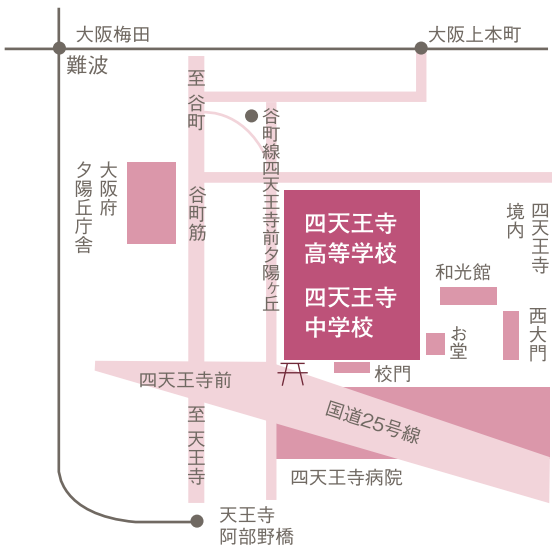 大阪梅田
難波
大阪上本町
至 谷町
谷町線四天王寺前夕陽ヶ丘
谷町筋
大阪府
夕陽丘庁舎
四天王寺
高等学校
四天王寺
中学校
四天王寺
境内
和光館
西大門
お堂
校門
四天王寺前
国道25号線
至 天王寺
四天王寺病院
天王寺
阿部野橋